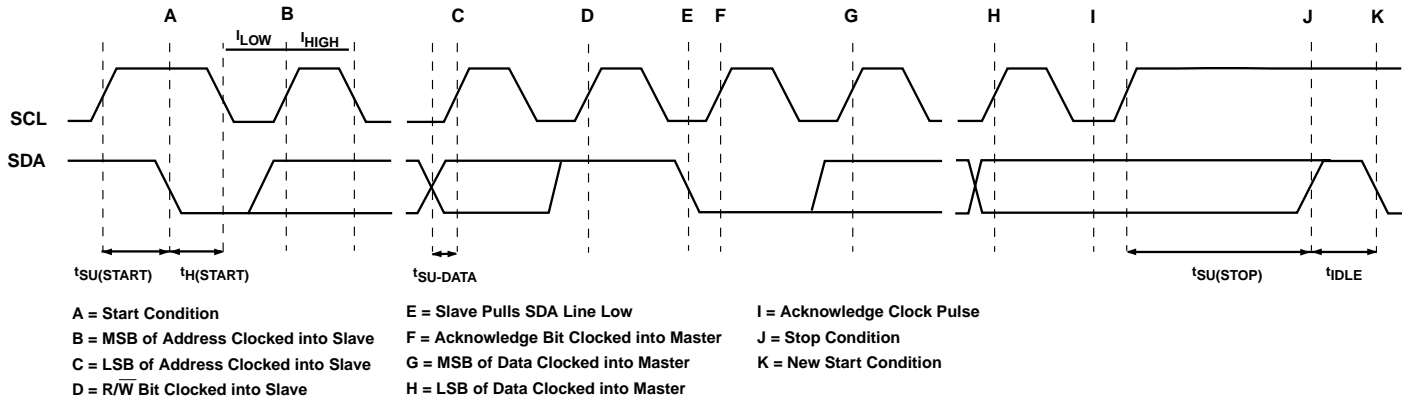 A B C D E F G H I J K
ILOW IHIGH
SCL
SDA
tSU(START) tH(START) tSU-DATA tSU(STOP) tIDLE
A = Start Condition
B = MSB of Address Clocked into Slave
C = LSB of Address Clocked into Slave
D = R/W̅ Bit Clocked into Slave
E = Slave Pulls SDA Line Low
F = Acknowledge Bit Clocked into Master
G = MSB of Data Clocked into Master
H = LSB of Data Clocked into Master
I = Acknowledge Clock Pulse
J = Stop Condition
K = New Start Condition